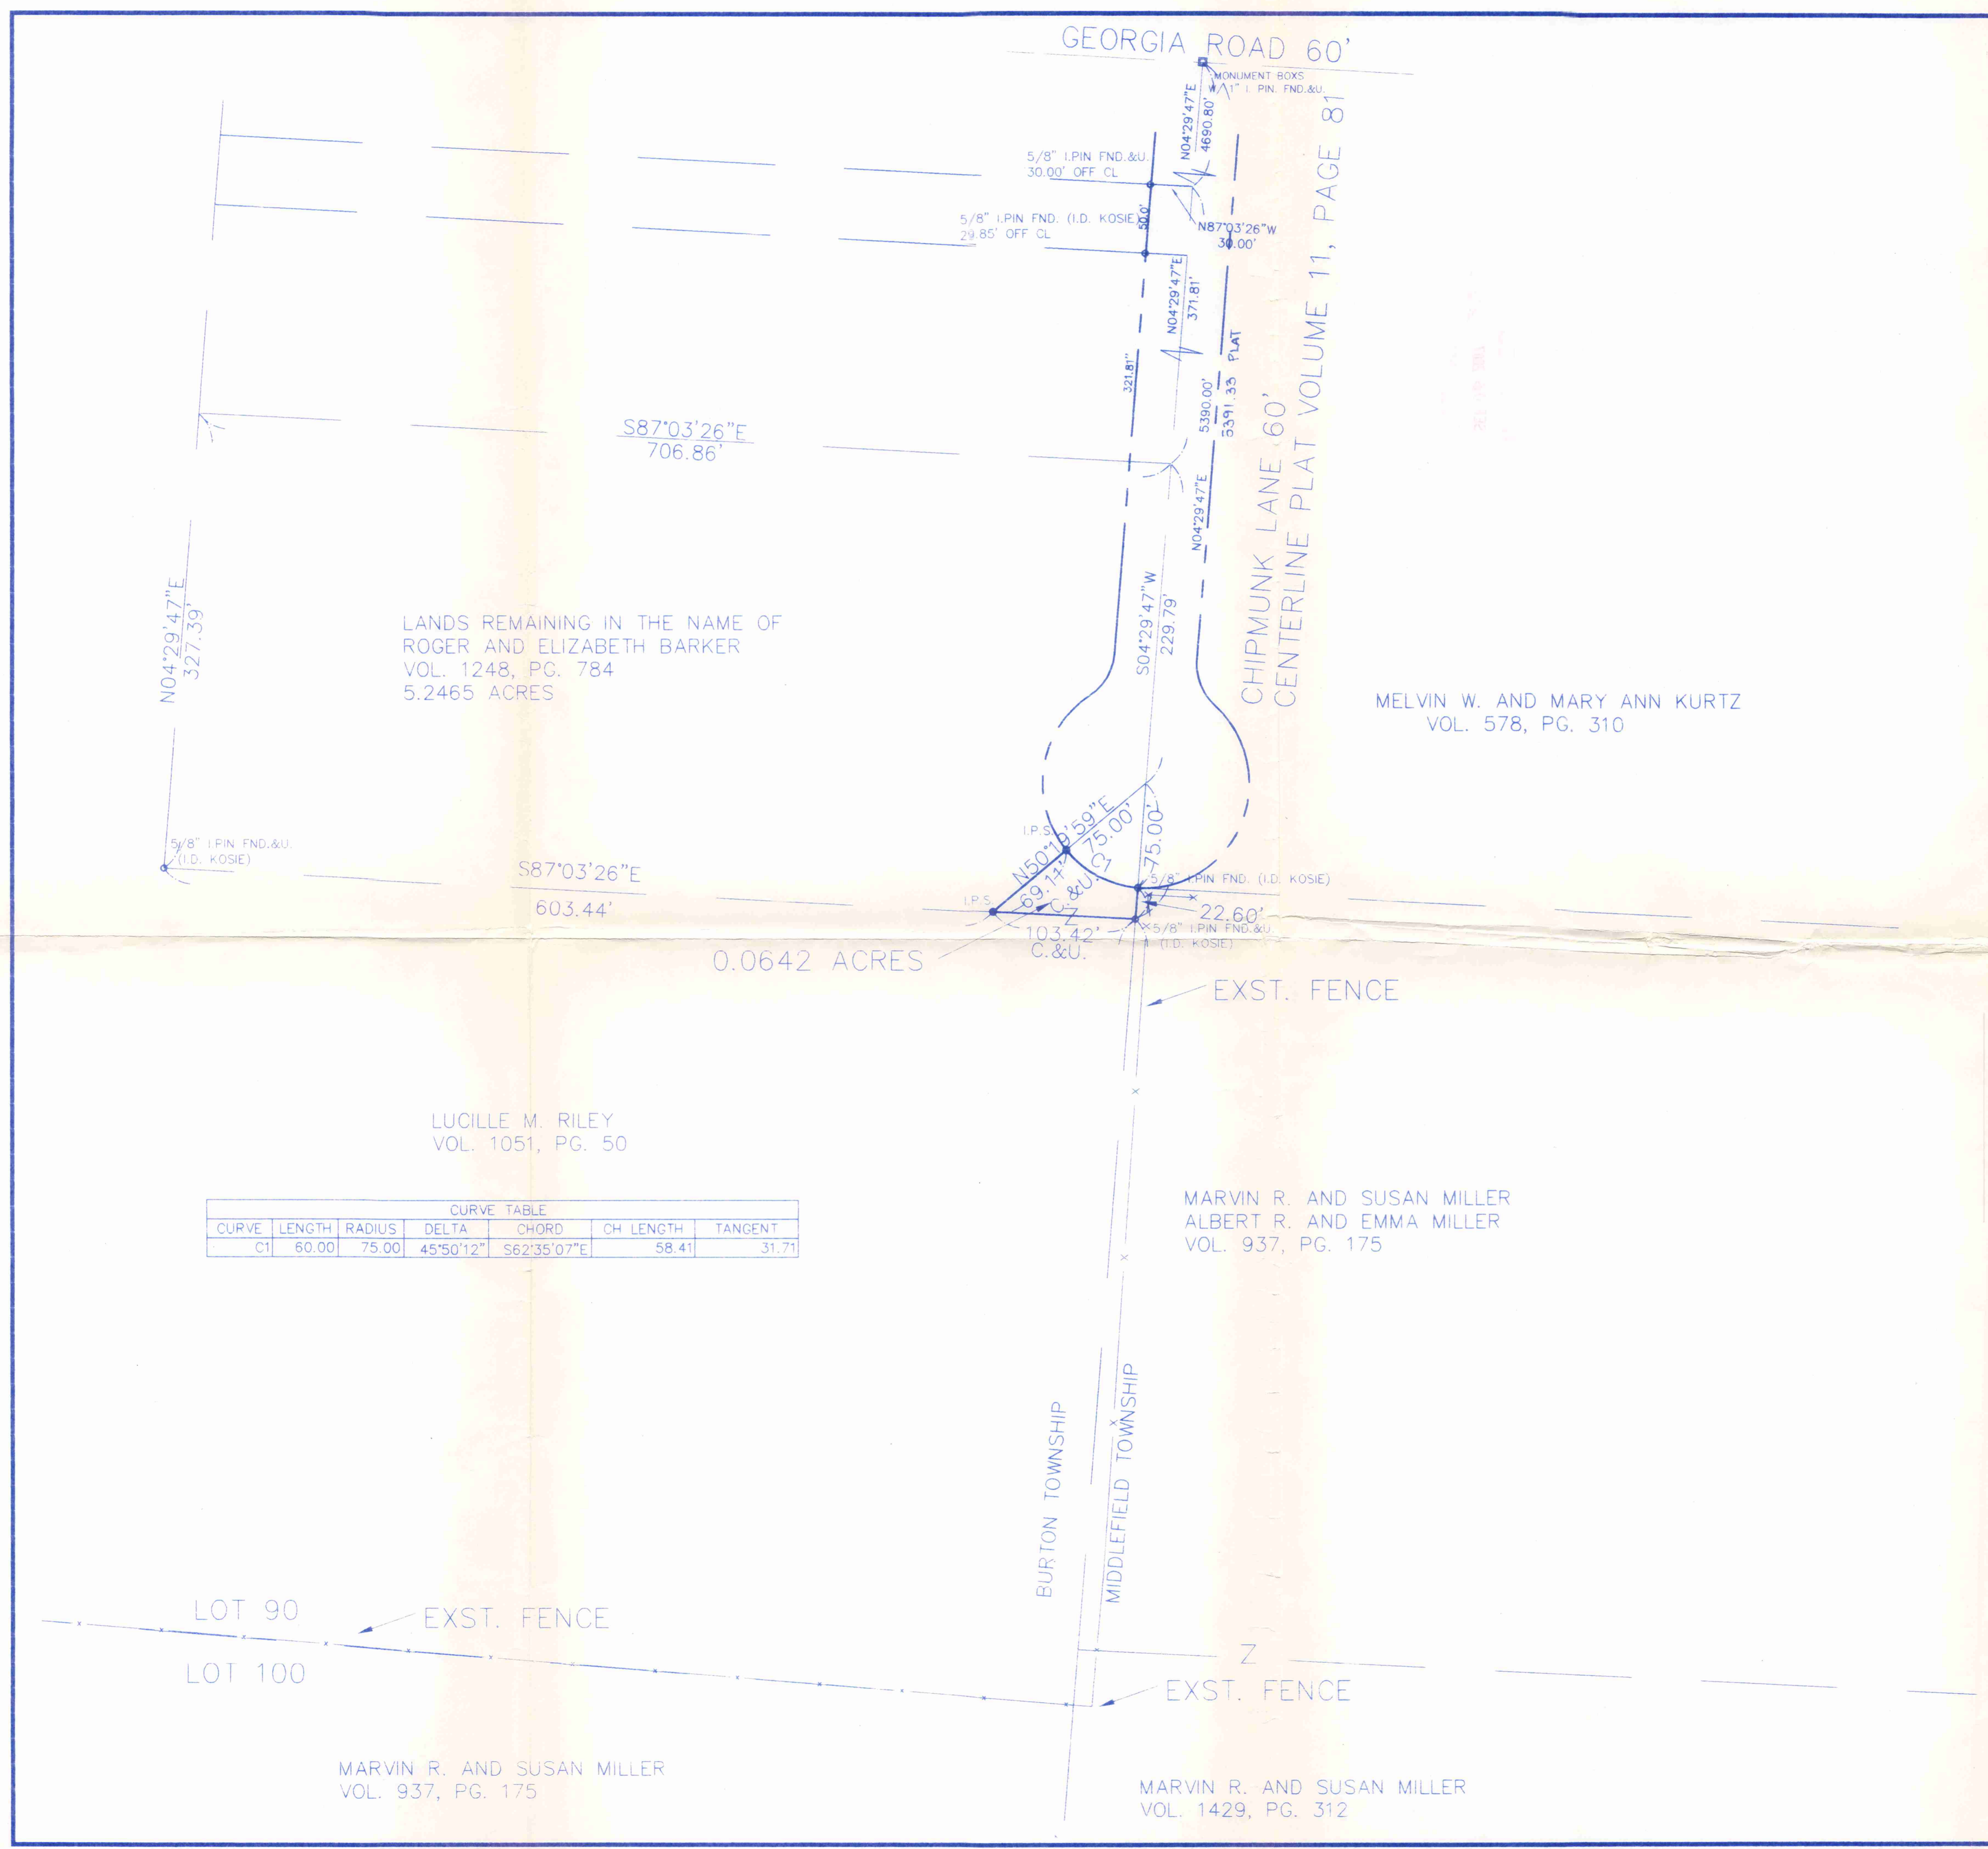 GEORGIA ROAD 60'
MONUMENT BOXS
W/ 1" I. PIN. FND.&U.
N04°29'47"E
4690.80'
5/8" I.PIN FND.&U.
30.00' OFF CL
5/8" I.PIN FND. (I.D. KOSIE)
29.85' OFF CL
50.0'
N87°03'26"W
30.00'
N04°29'47"E
371.81'
321.81"
5390.00'
5391.33 PLAT
N04°29'47"E
CHIPMUNK LANE 60'
CENTERLINE PLAT VOLUME 11, PAGE 81
S87°03'26"E
706.86'
S04°29'47"W
229.79'
N04°29'47"E
327.39'
LANDS REMAINING IN THE NAME OF
ROGER AND ELIZABETH BARKER
VOL. 1248, PG. 784
5.2465 ACRES
MELVIN W. AND MARY ANN KURTZ
VOL. 578, PG. 310
5/8" I.PIN FND.&U.
(I.D. KOSIE)
S87°03'26"E
603.44'
I.P.S.
N50°19'59"E
75.00'
75.00'
C1
69.17'
C.&U.
I.P.S.
5/8" I.PIN FND. (I.D. KOSIE)
22.60'
Z
103.42'
C.&U.
5/8" I.PIN FND.&U.
(I.D. KOSIE)
0.0642 ACRES
EXST. FENCE
LUCILLE M. RILEY
VOL. 1051, PG. 50
CURVE TABLE
CURVE LENGTH RADIUS DELTA CHORD CH LENGTH TANGENT
C1 60.00 75.00 45°50'12" S62°35'07"E 58.41 31.71
MARVIN R. AND SUSAN MILLER
ALBERT R. AND EMMA MILLER
VOL. 937, PG. 175
BURTON TOWNSHIP
MIDDLEFIELD TOWNSHIP
LOT 90
EXST. FENCE
LOT 100
Z
EXST. FENCE
MARVIN R. AND SUSAN MILLER
VOL. 937, PG. 175
MARVIN R. AND SUSAN MILLER
VOL. 1429, PG. 312